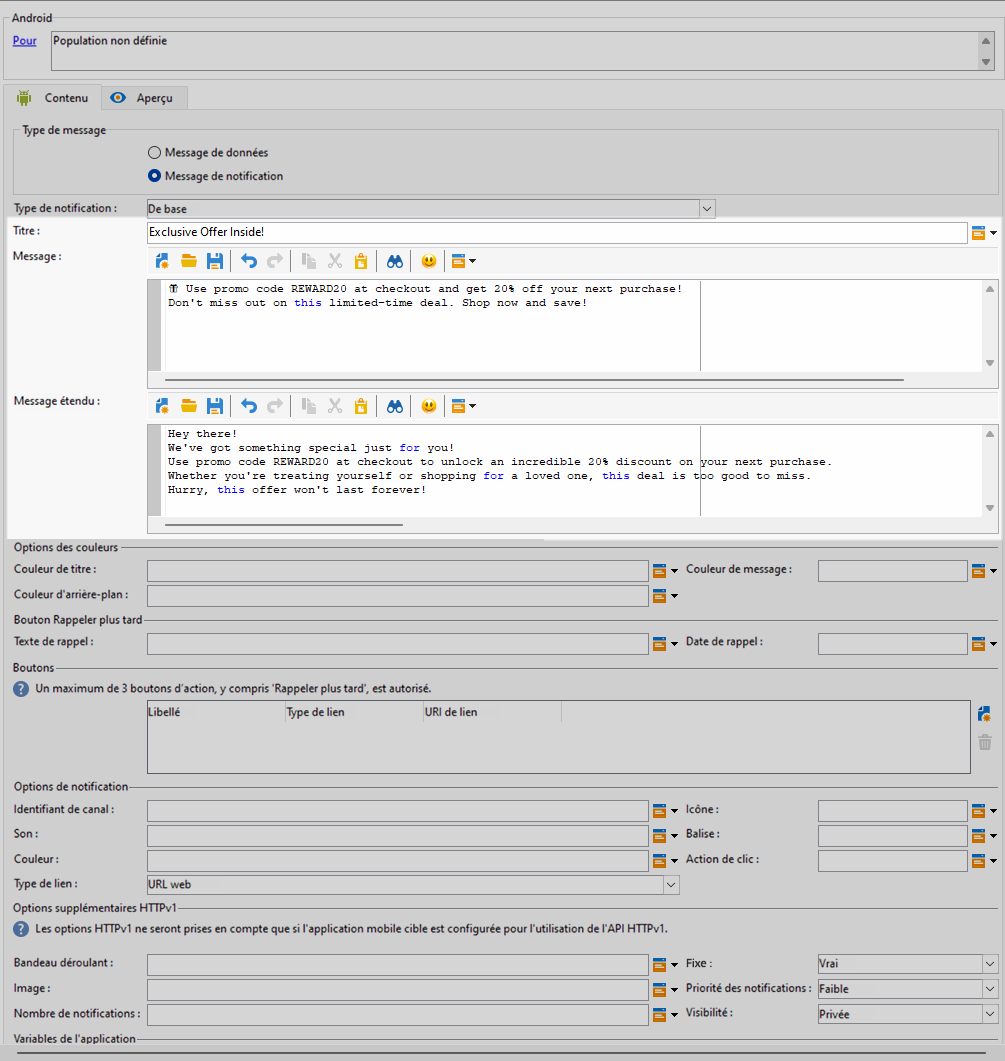 Android
Pour
Population non définie
Contenu
Aperçu
Type de message
Message de données
Message de notification
Type de notification :
De base
Titre :
Exclusive Offer Inside!
Message :
Use promo code REWARD20 at checkout and get 20% off your next purchase!
Don't miss out on this limited-time deal. Shop now and save!
Message étendu :
Hey there!
We've got something special just for you!
Use promo code REWARD20 at checkout to unlock an incredible 20% discount on your next purchase.
Whether you're treating yourself or shopping for a loved one, this deal is too good to miss.
Hurry, this offer won't last forever!
Options des couleurs
Couleur de titre :
Couleur de message :
Couleur d'arrière-plan :
Bouton Rappeler plus tard
Texte de rappel :
Date de rappel :
Boutons
Un maximum de 3 boutons d'action, y compris 'Rappeler plus tard', est autorisé.
Libellé Type de lien URI de lien
Options de notification
Identifiant de canal :
Icône :
Son :
Balise :
Couleur :
Action de clic :
Type de lien :
URL web
Options supplémentaires HTTPv1
Les options HTTPv1 ne seront prises en compte que si l'application mobile cible est configurée pour l'utilisation de l'API HTTPv1.
Bandeau déroulant :
Fixe :
Vrai
Image :
Priorité des notifications :
Faible
Nombre de notifications :
Visibilité :
Privée
Variables de l'application